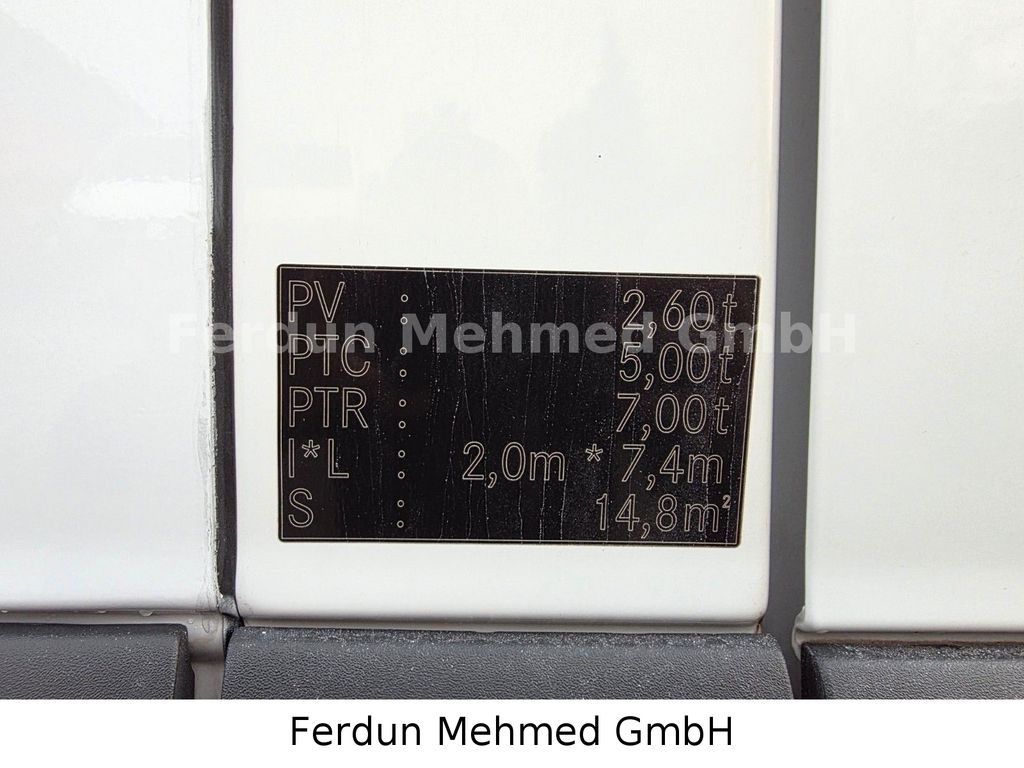 PV : 2,60t
Ferdun Mehmed GmbH
PTC : 5,00t
PTR : 7,00t
I*L : 2,0m * 7,4m
S : 14,8m²
Ferdun Mehmed GmbH